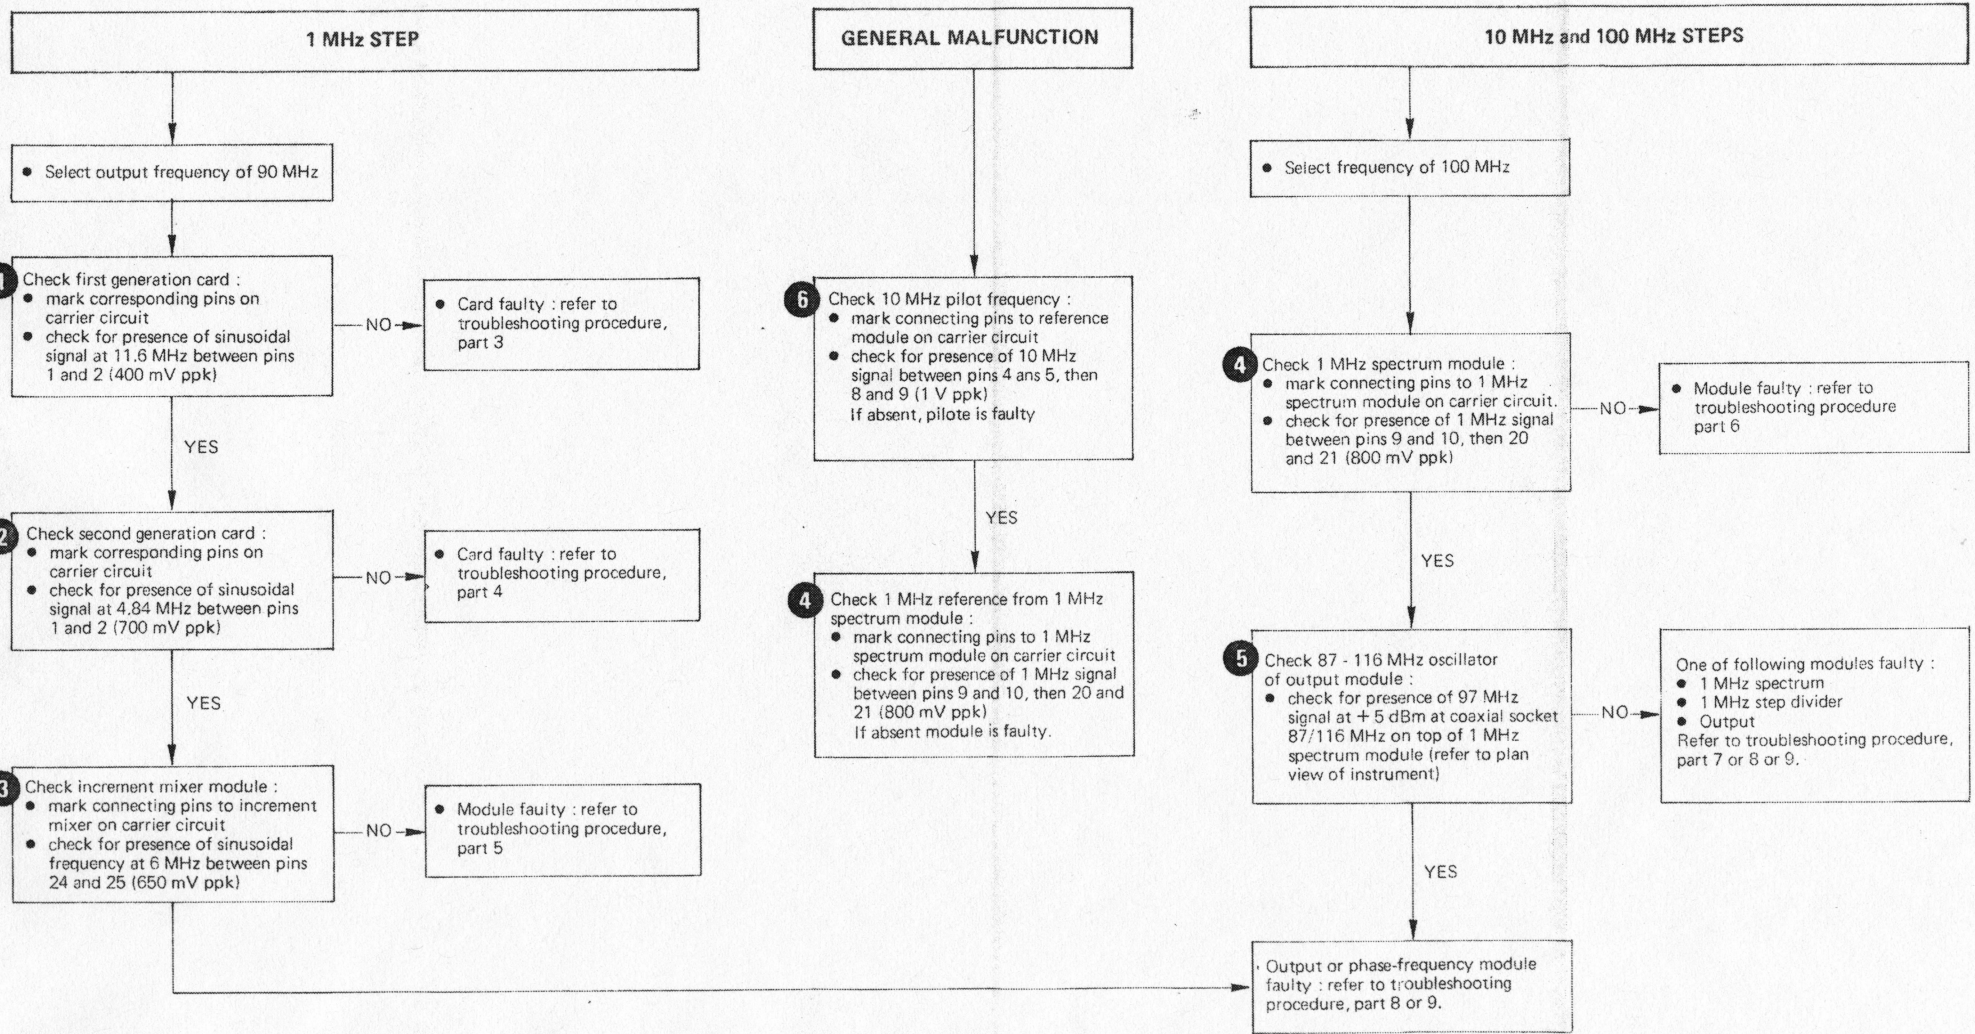 1 MHz STEP
● Select output frequency of 90 MHz
1
Check first generation card :
● mark corresponding pins on
carrier circuit
● check for presence of sinusoidal
signal at 11.6 MHz between pins
1 and 2 (400 mV ppk)
NO
● Card faulty : refer to
troubleshooting procedure,
part 3
YES
2
Check second generation card :
● mark corresponding pins on
carrier circuit
● check for presence of sinusoidal
signal at 4.84 MHz between pins
1 and 2 (700 mV ppk)
NO
● Card faulty : refer to
troubleshooting procedure,
part 4
YES
3
Check increment mixer module :
● mark connecting pins to increment
mixer on carrier circuit
● check for presence of sinusoidal
frequency at 6 MHz between pins
24 and 25 (650 mV ppk)
NO
● Module faulty : refer to
troubleshooting procedure,
part 5
GENERAL MALFUNCTION
6
Check 10 MHz pilot frequency :
● mark connecting pins to reference
module on carrier circuit
● check for presence of 10 MHz
signal between pins 4 ans 5, then
8 and 9 (1 V ppk)
If absent, pilote is faulty
YES
4
Check 1 MHz reference from 1 MHz
spectrum module :
● mark connecting pins to 1 MHz
spectrum module on carrier circuit
● check for presence of 1 MHz signal
between pins 9 and 10, then 20 and
21 (800 mV ppk)
If absent module is faulty.
10 MHz and 100 MHz STEPS
● Select frequency of 100 MHz
4
Check 1 MHz spectrum module :
● mark connecting pins to 1 MHz
spectrum module on carrier circuit.
● check for presence of 1 MHz signal
between pins 9 and 10, then 20
and 21 (800 mV ppk)
NO
● Module faulty : refer to
troubleshooting procedure
part 6
YES
5
Check 87 - 116 MHz oscillator
of output module :
● check for presence of 97 MHz
signal at + 5 dBm at coaxial socket
87/116 MHz on top of 1 MHz
spectrum module (refer to plan
view of instrument)
NO
One of following modules faulty :
● 1 MHz spectrum
● 1 MHz step divider
● Output
Refer to troubleshooting procedure,
part 7 or 8 or 9.
YES
Output or phase-frequency module
faulty : refer to troubleshooting
procedure, part 8 or 9.